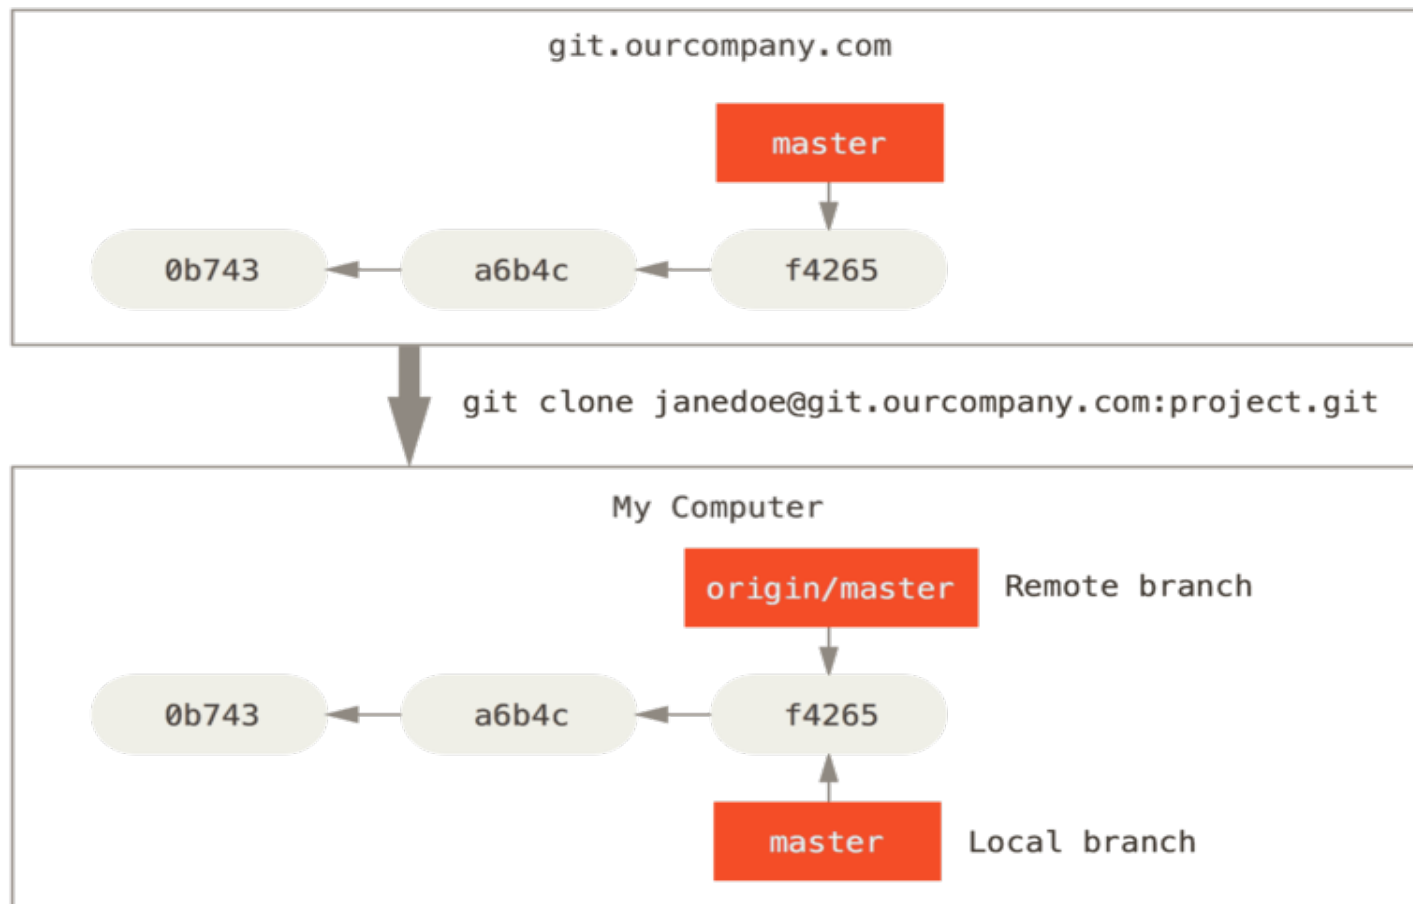 git.ourcompany.com
master
0b743
a6b4c
f4265
git clone janedoe@git.ourcompany.com:project.git
My Computer
origin/master
Remote branch
0b743
a6b4c
f4265
master
Local branch